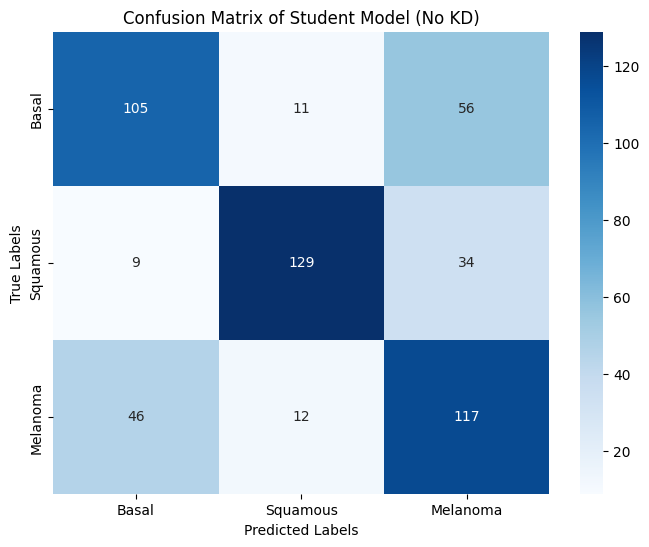 Confusion Matrix of Student Model (No KD)
True Labels
Basal
105 11 56
Squamous
9 129 34
Melanoma
46 12 117
Basal Squamous Melanoma
Predicted Labels
120
100
80
60
40
20